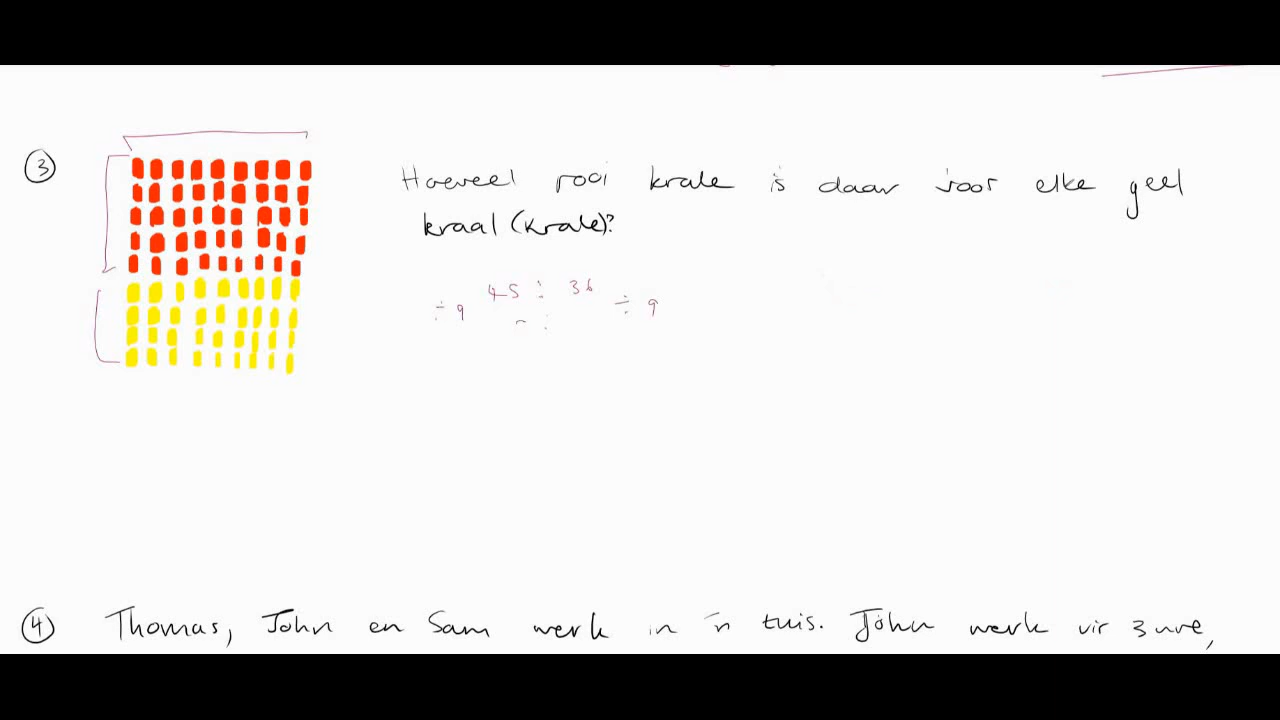 ③
Hoeveel rooi krale is daar voor elke geel
kraal (krale)?
÷9 45 : 36 ÷ 9
:
④ Thomas, John en Sam werk in 'n tuis. John werk vir 3 ure,